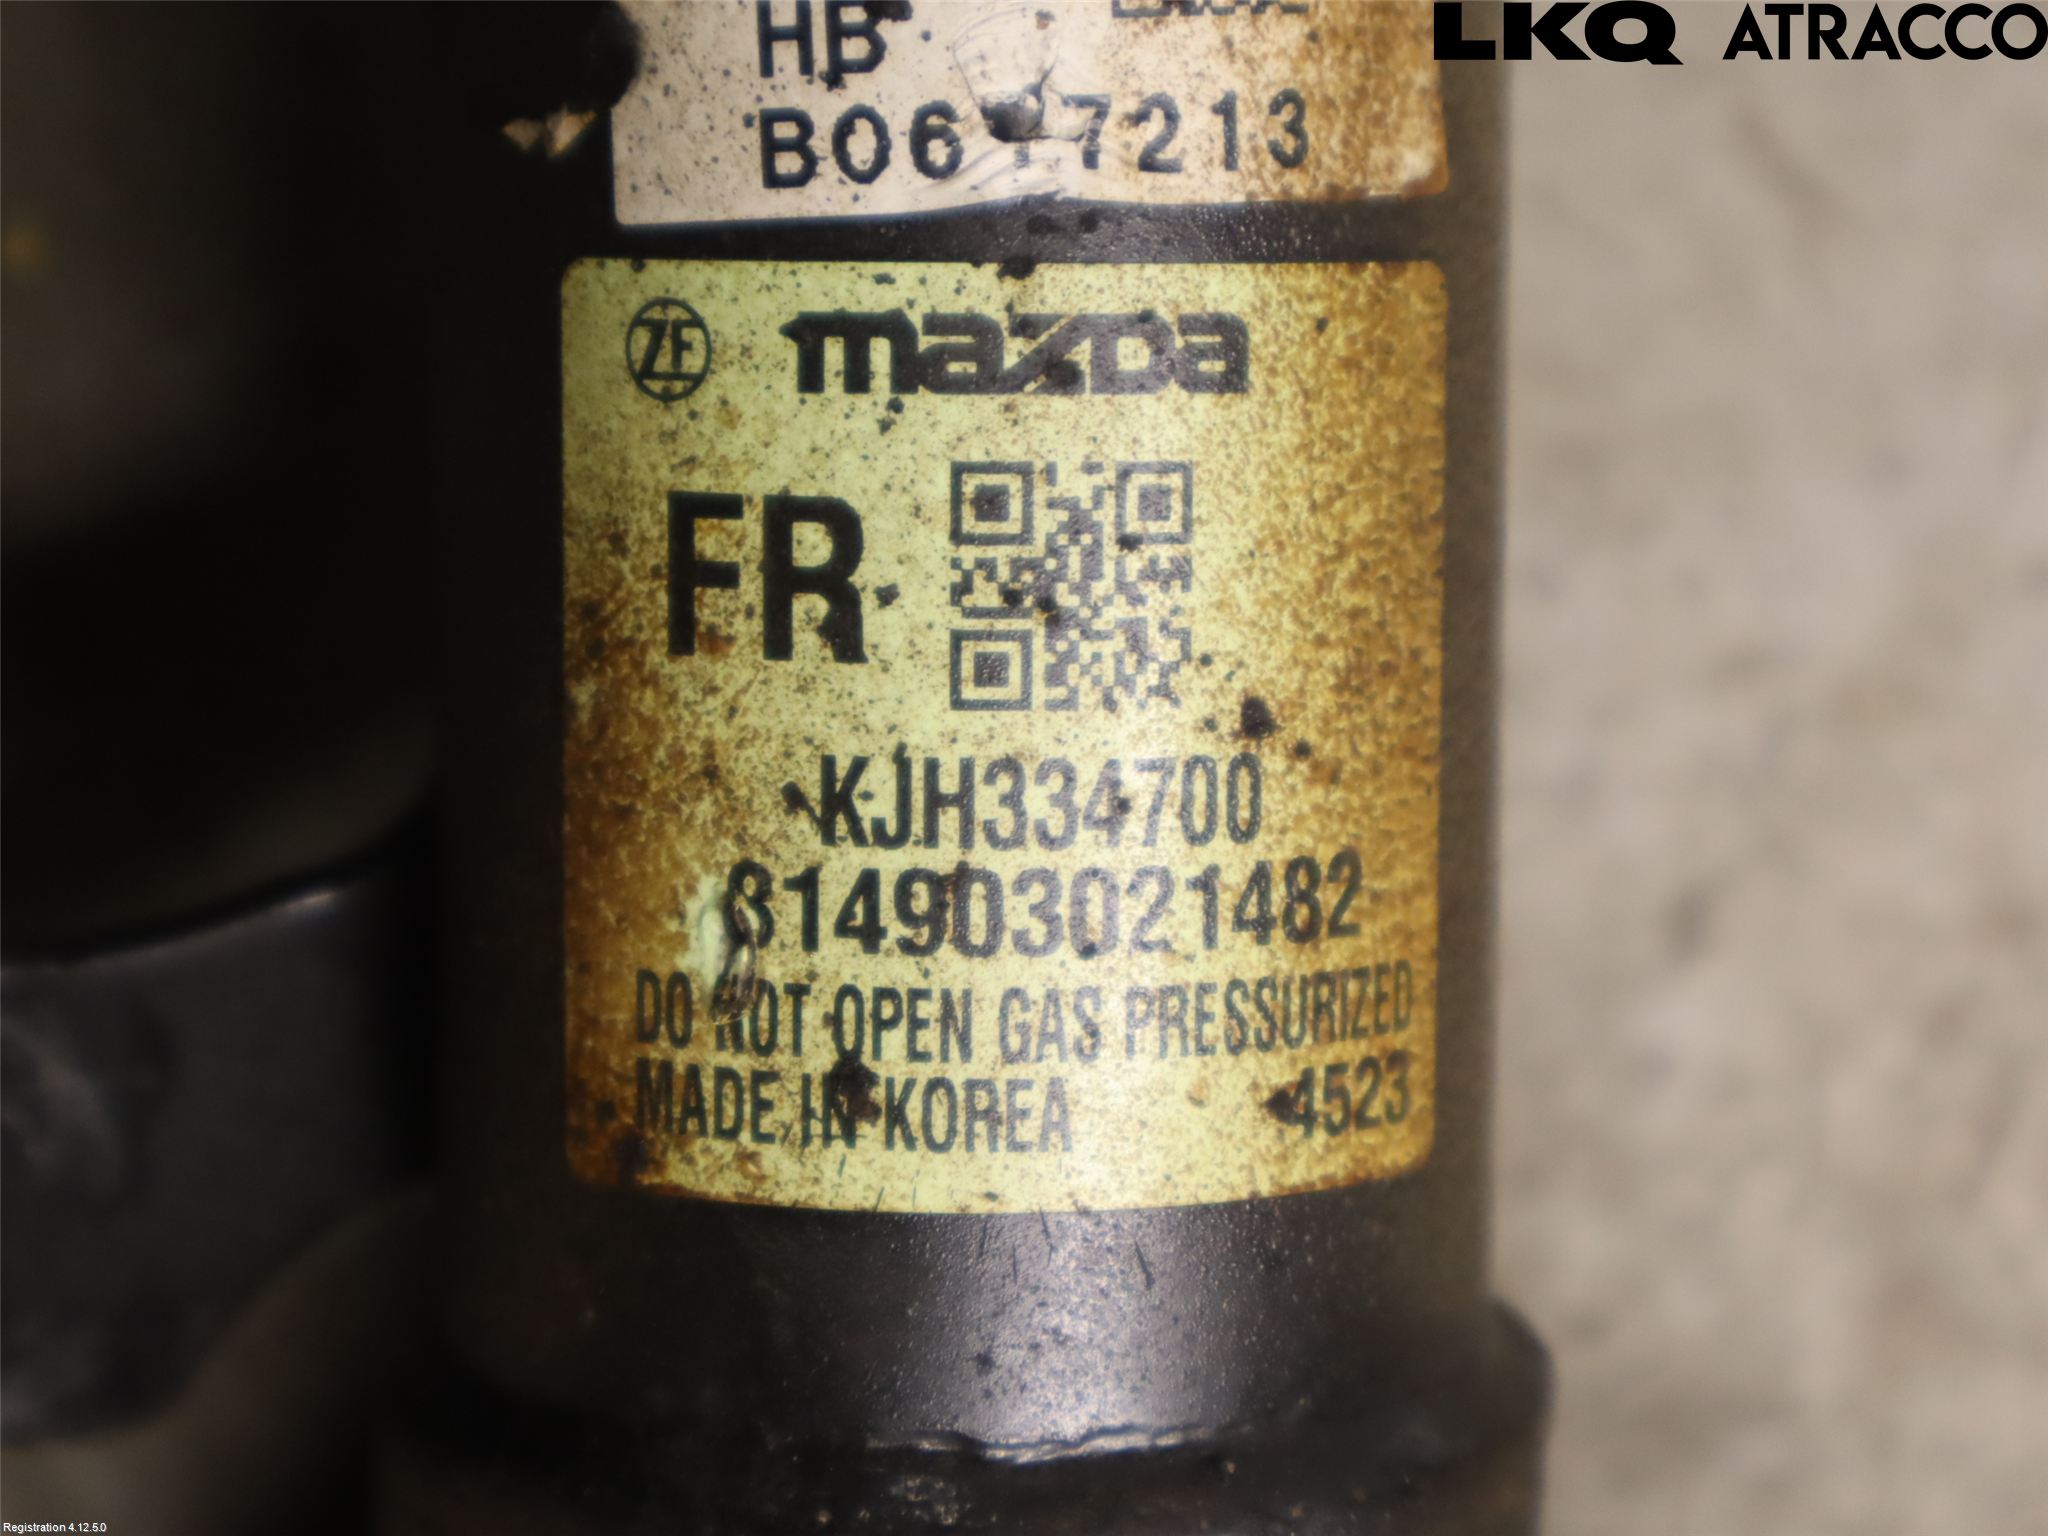 LKQ ATRACCO
HB
7213
ZF mazda
FR
KJH334700
814903021482
DO NOT OPEN GAS PRESSURIZED
MADE IN KOREA 4523
Registration 4.12.5.0